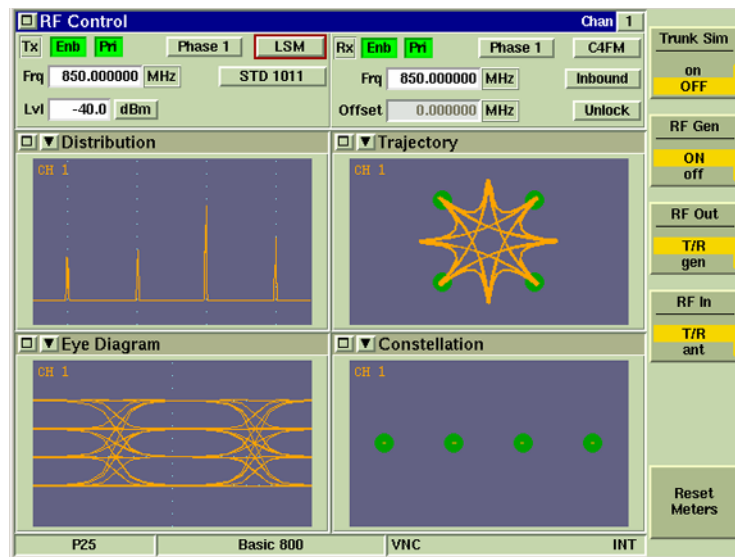 RF Control Chan 1
Tx Enb Pri Phase 1 LSM
Frq 850.000000 MHz STD 1011
Lvl -40.0 dBm
Rx Enb Pri Phase 1 C4FM
Frq 850.000000 MHz Inbound
Offset 0.000000 MHz Unlock
Distribution
CH 1
Trajectory
CH 1
Eye Diagram
CH 1
Constellation
CH 1
P25 Basic 800 VNC INT
Trunk Sim
on
OFF
RF Gen
ON
off
RF Out
T/R
gen
RF In
T/R
ant
Reset
Meters